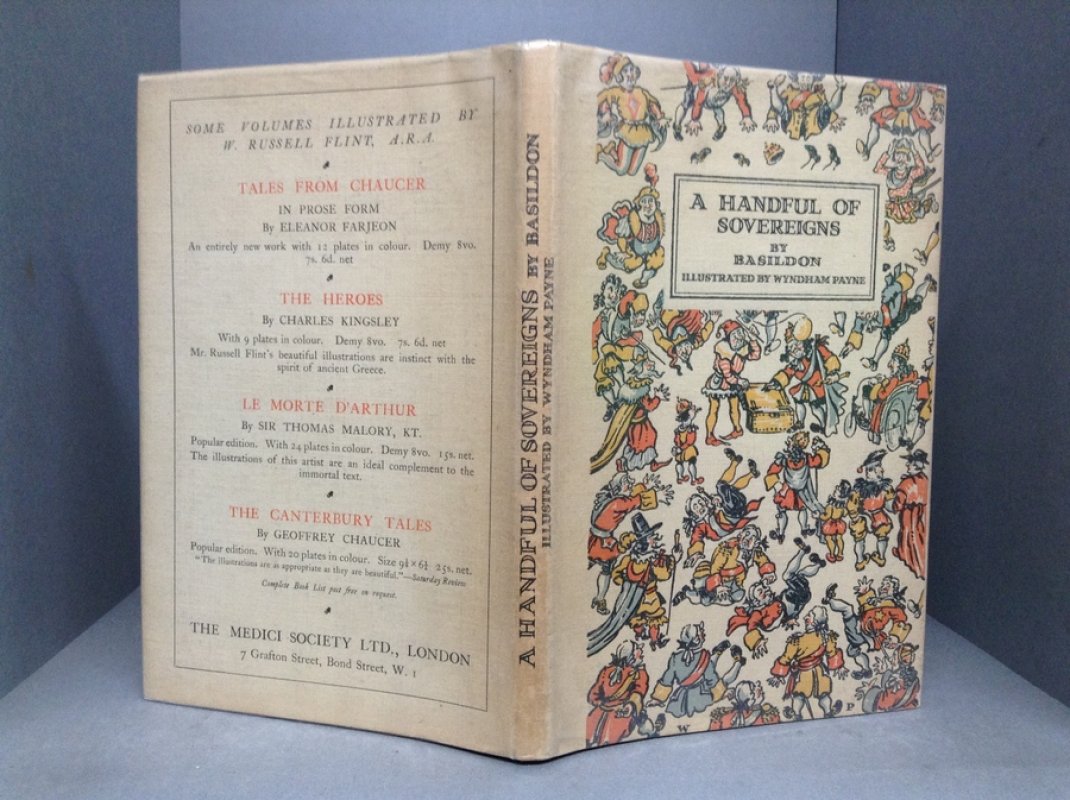 SOME VOLUMES ILLUSTRATED BY
W. RUSSELL FLINT, A.R.A.
TALES FROM CHAUCER
IN PROSE FORM
By ELEANOR FARJEON
An entirely new work with 12 plates in colour. Demy 8vo.
7s. 6d. net
THE HEROES
By CHARLES KINGSLEY
With 9 plates in colour. Demy 8vo. 7s. 6d. net
Mr. Russell Flint's beautiful illustrations are instinct with the
spirit of ancient Greece.
LE MORTE D'ARTHUR
By SIR THOMAS MALORY, KT.
Popular edition. With 24 plates in colour. Demy 8vo. 15s. net.
The illustrations of this artist are an ideal complement to the
immortal text.
THE CANTERBURY TALES
By GEOFFREY CHAUCER
Popular edition. With 20 plates in colour. Size 9¼ × 6¼ 25s. net.
"The illustrations are as appropriate as they are beautiful."—Saturday Review
Complete Book List post free on request.
THE MEDICI SOCIETY LTD., LONDON
7 Grafton Street, Bond Street, W. 1
A HANDFUL OF SOVEREIGNS BY BASILDON
ILLUSTRATED BY WYNDHAM PAYNE
A HANDFUL OF
SOVEREIGNS
BY
BASILDON
ILLUSTRATED BY WYNDHAM PAYNE
W P